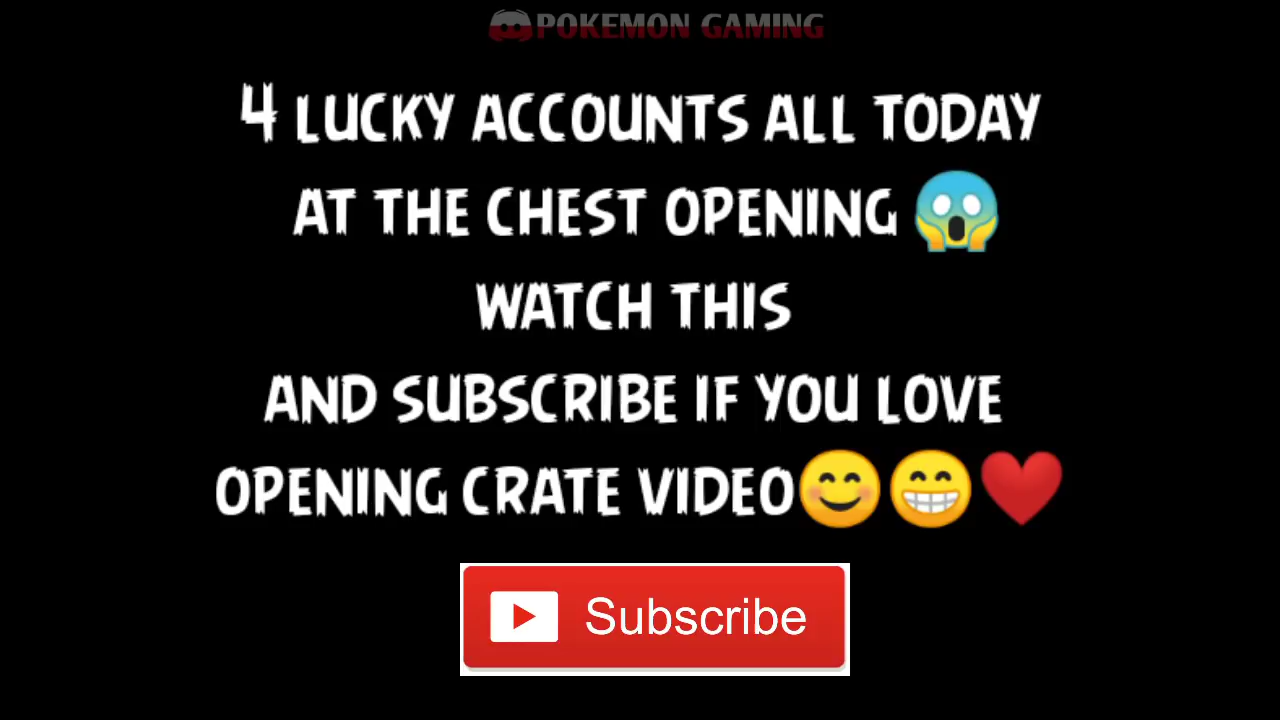 POKEMON GAMING
4 LUCKY ACCOUNTS ALL TODAY
AT THE CHEST OPENING 😱
WATCH THIS
AND SUBSCRIBE IF YOU LOVE
OPENING CRATE VIDEO😊😁❤️
Subscribe